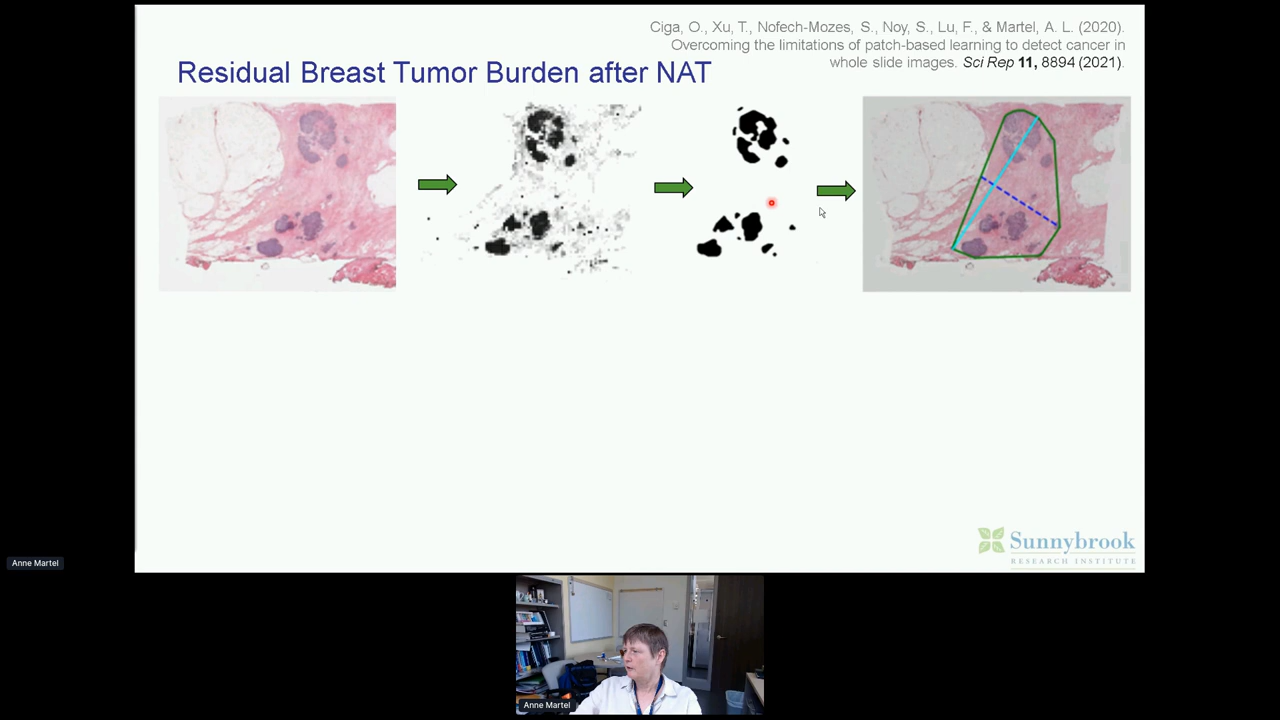 Ciga, O., Xu, T., Nofech-Mozes, S., Noy, S., Lu, F., & Martel, A. L. (2020).
Overcoming the limitations of patch-based learning to detect cancer in
whole slide images. Sci Rep 11, 8894 (2021).
Residual Breast Tumor Burden after NAT
Sunnybrook
RESEARCH INSTITUTE
Anne Martel
Anne Martel